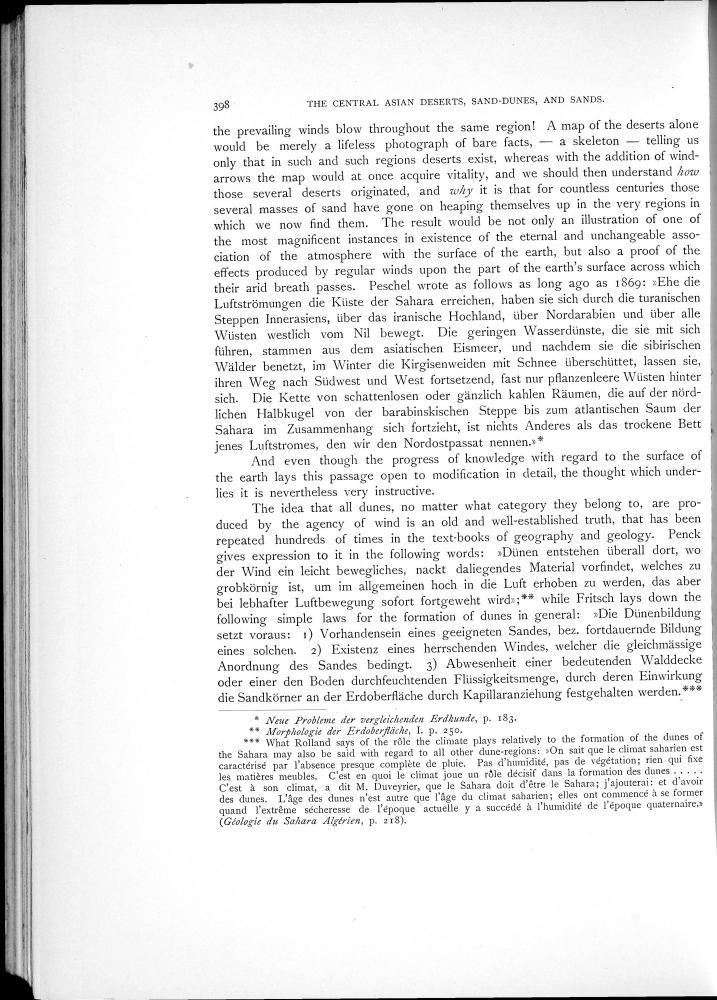 398 THE CENTRAL ASIAN DESERTS, SAND-DUNES, AND SANDS.
the prevailing winds blow throughout the same region! A map of the deserts alone
would be merely a lifeless photograph of bare facts, — a skeleton — telling us
only that in such and such regions deserts exist, whereas with the addition of wind-
arrows the map would at once acquire vitality, and we should then understand how
those several deserts originated, and why it is that for countless centuries those
several masses of sand have gone on heaping themselves up in the very regions in
which we now find them. The result would be not only an illustration of one of
the most magnificent instances in existence of the eternal and unchangeable asso-
ciation of the atmosphere with the surface of the earth, but also a proof of the
effects produced by regular winds upon the part of the earth's surface across which
their arid breath passes. Peschel wrote as follows as long ago as 1869: »Ehe die
Luftströmungen die Küste der Sahara erreichen, haben sie sich durch die turanischen
Steppen Innerasiens, über das iranische Hochland, über Nordarabien und über alle
Wüsten westlich vom Nil bewegt. Die geringen Wasserdünste, die sie mit sich
führen, stammen aus dem asiatischen Eismeer, und nachdem sie die sibirischen
Wälder benetzt, im Winter die Kirgisenweiden mit Schnee überschüttet, lassen sie,
ihren Weg nach Südwest und West fortsetzend, fast nur pflanzenleere Wüsten hinter
sich. Die Kette von schattenlosen oder gänzlich kahlen Räumen, die auf der nörd-
lichen Halbkugel von der barabinskischen Steppe bis zum atlantischen Saum der
Sahara im Zusammenhang sich fortzieht, ist nichts Anderes als das trockene Bett
jenes Luftstromes, den wir den Nordostpassat nennen.»*
And even though the progress of knowledge with regard to the surface of
the earth lays this passage open to modification in detail, the thought which under-
lies it is nevertheless very instructive.
The idea that all dunes, no matter what category they belong to, are pro-
duced by the agency of wind is an old and well-established truth, that has been
repeated hundreds of times in the text-books of geography and geology. Penck
gives expression to it in the following words: »Dünen entstehen überall dort, wo
der Wind ein leicht bewegliches, nackt daliegendes Material vorfindet, welches zu
grobkörnig ist, um im allgemeinen hoch in die Luft erhoben zu werden, das aber
bei lebhafter Luftbewegung sofort fortgeweht wird»;** while Fritsch lays down the
following simple laws for the formation of dunes in general: »Die Dünenbildung
setzt voraus: 1) Vorhandensein eines geeigneten Sandes, bez. fortdauernde Bildung
eines solchen. 2) Existenz eines herrschenden Windes, welcher die gleichmässige
Anordnung des Sandes bedingt. 3) Abwesenheit einer bedeutenden Walddecke
oder einer den Boden durchfeuchtenden Flüssigkeitsmenge, durch deren Einwirkung
die Sandkörner an der Erdoberfläche durch Kapillaranziehung festgehalten werden.***
* Neue Probleme der vergleichenden Erdkunde, p. 183.
** Morphologie der Erdoberfläche, I. p. 250.
*** What Rolland says of the rôle the climate plays relatively to the formation of the dunes of
the Sahara may also be said with regard to all other dune-regions: »On sait que le climat saharien est
caractérisé par l'absence presque complète de pluie. Pas d'humidité, pas de végétation; rien qui fixe
les matières meubles. C'est en quoi le climat joue un rôle décisif dans la formation des dunes . . . . .
C'est à son climat, a dit M. Duveyrier, que le Sahara doit d'être le Sahara; j'ajouterai: et d'avoir
des dunes. L'âge des dunes n'est autre que l'âge du climat saharien; elles ont commencé à se former
quand l'extrême sécheresse de l'époque actuelle y a succédé à l'humidité de l'époque quaternaire.»
(Géologie du Sahara Algérien, p. 218).